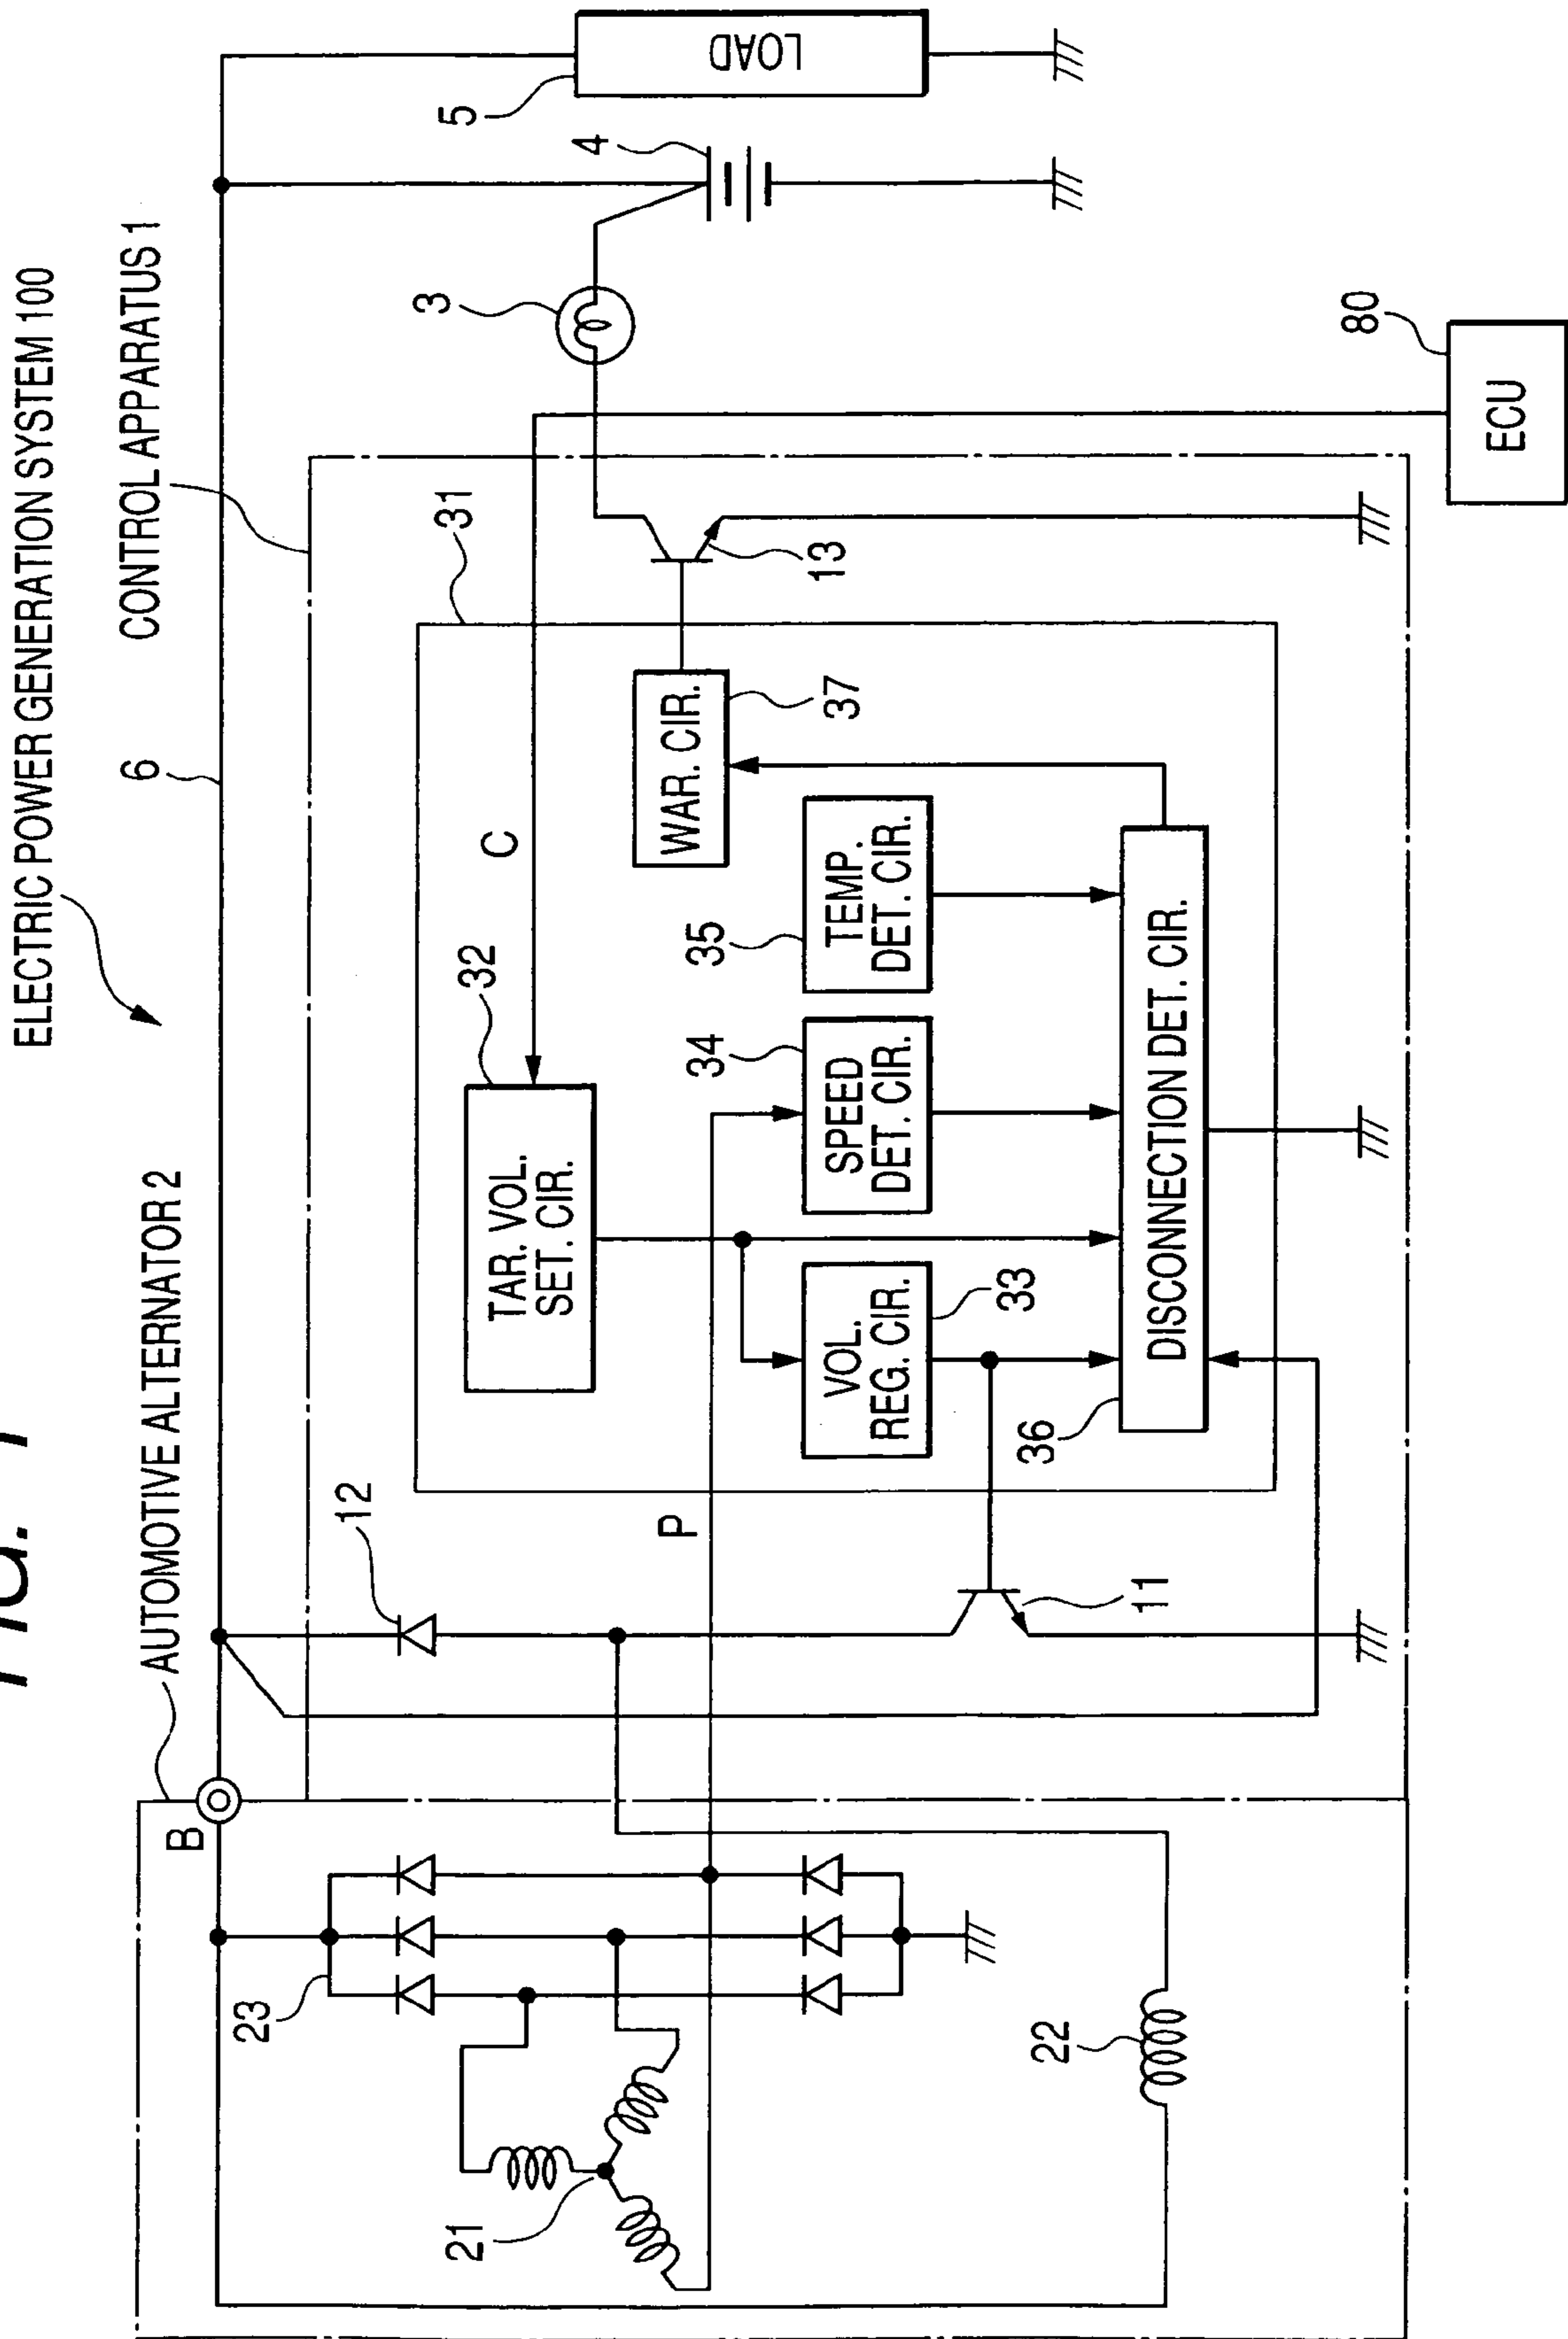 FIG. 1
ELECTRIC POWER GENERATION SYSTEM 100
AUTOMOTIVE ALTERNATOR 2
6
CONTROL APPARATUS 1
B
12
23
21
22
P
11
31
32
TAR. VOL.
SET. CIR.
C
33
VOL.
REG. CIR.
34
SPEED
DET. CIR.
35
TEMP.
DET. CIR.
36
DISCONNECTION DET. CIR.
37
WAR. CIR.
13
3
4
5
LOAD
80
ECU